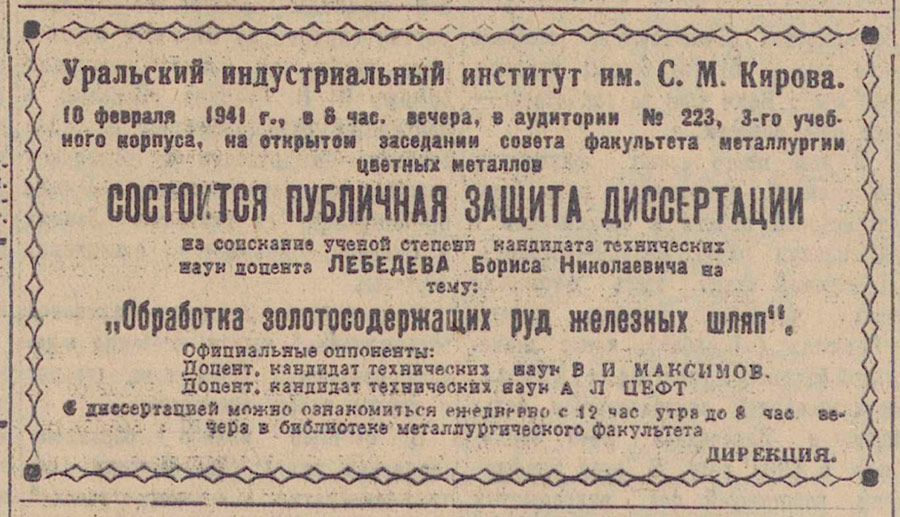 Уральский индустриальный институт им. С. М. Кирова.
18 февраля 1941 г., в 8 час. вечера, в аудитории № 223, 3-го учеб-
ного корпуса, на открытом заседании совета факультета металлургии
цветных металлов
СОСТОИТСЯ ПУБЛИЧНАЯ ЗАЩИТА ДИССЕРТАЦИИ
на соискание ученой степени кандидата технических
наук доцента ЛЕБЕДЕВА Бориса Николаевича на
тему:
„Обработка золотосодержащих руд железных шляп“.
Официальные оппоненты:
Доцент, кандидат технических наук В И МАКСИМОВ.
Доцент, кандидат технических наук А Л ЦЕФТ
С диссертацией можно ознакомиться ежедневно с 12 час утра до 8 час. ве-
чера в библиотеке металлургического факультета
ДИРЕКЦИЯ.